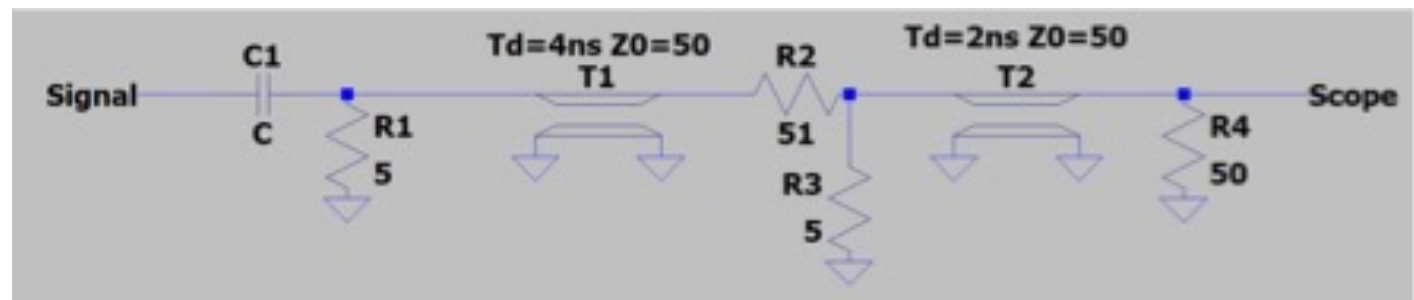 Signal
C1
C
R1
5
Td=4ns Z0=50
T1
R2
51
R3
5
Td=2ns Z0=50
T2
R4
50
Scope